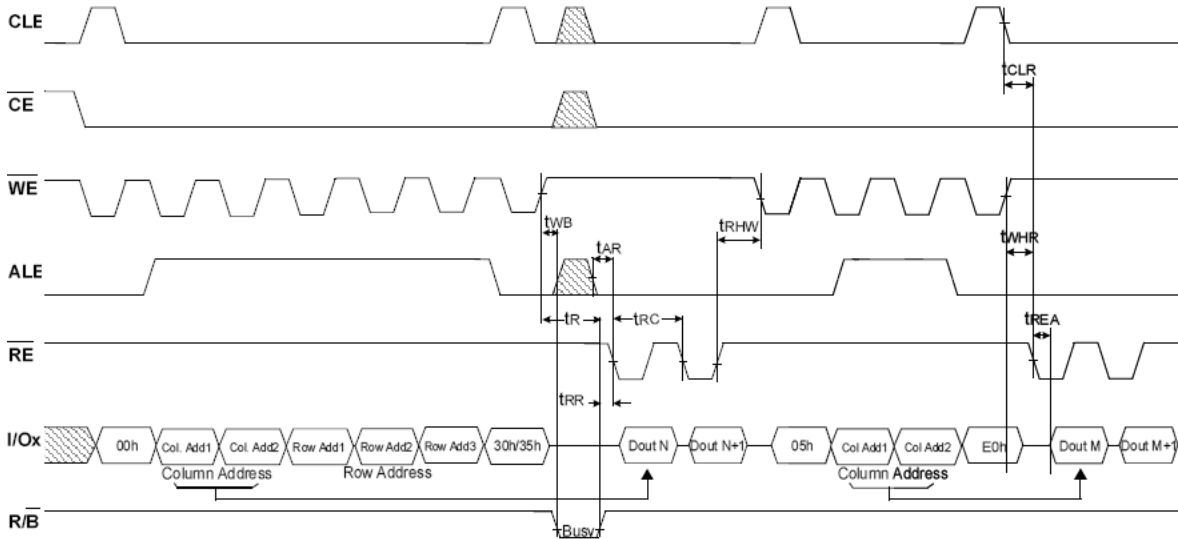 CLE
tCLR
CE
WE
tWB
tRHW
tWHR
tAR
ALE
tR
tRC
tREA
RE
tRR
I/Ox
00h Col. Add1 Col. Add2 Row Add1 Row Add2 Row Add3 30h/35h Dout N Dout N+1 05h Col Add1 Col Add2 E0h Dout M Dout M+1
Column Address Row Address Column Address
R/B Busy